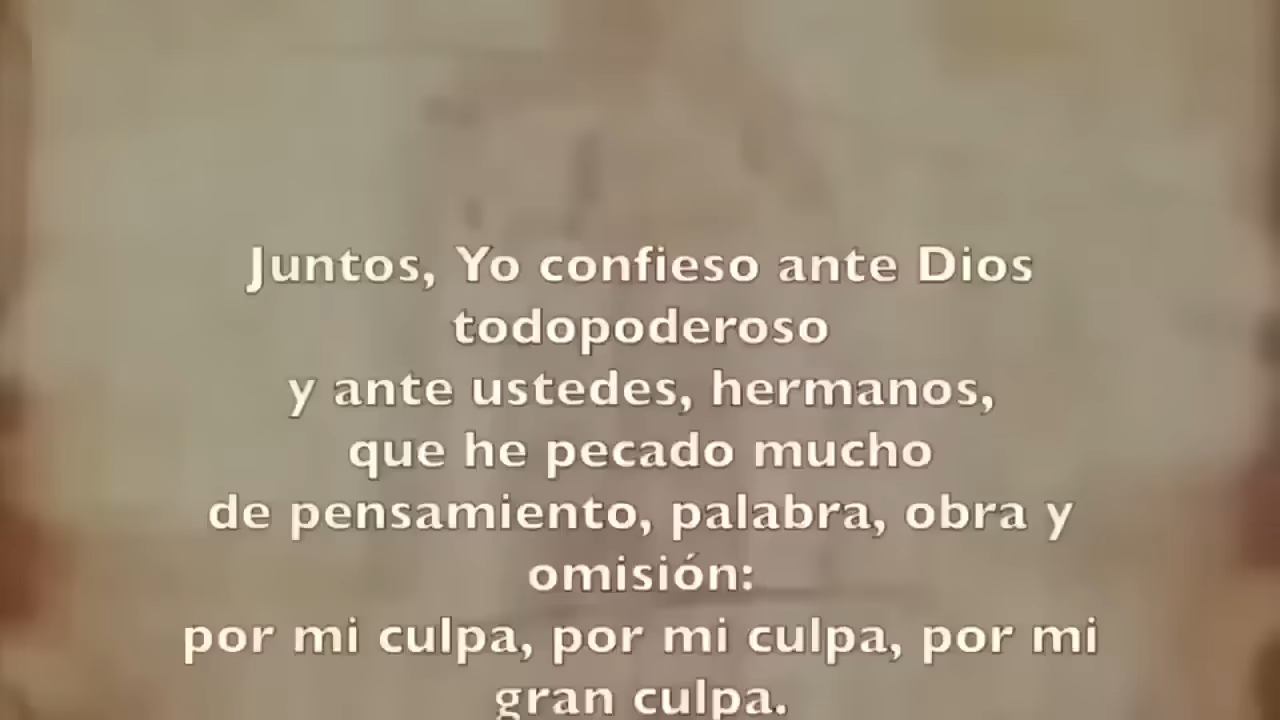 Juntos, Yo confieso ante Dios
todopoderoso
y ante ustedes, hermanos,
que he pecado mucho
de pensamiento, palabra, obra y
omisión:
por mi culpa, por mi culpa, por mi
gran culpa.